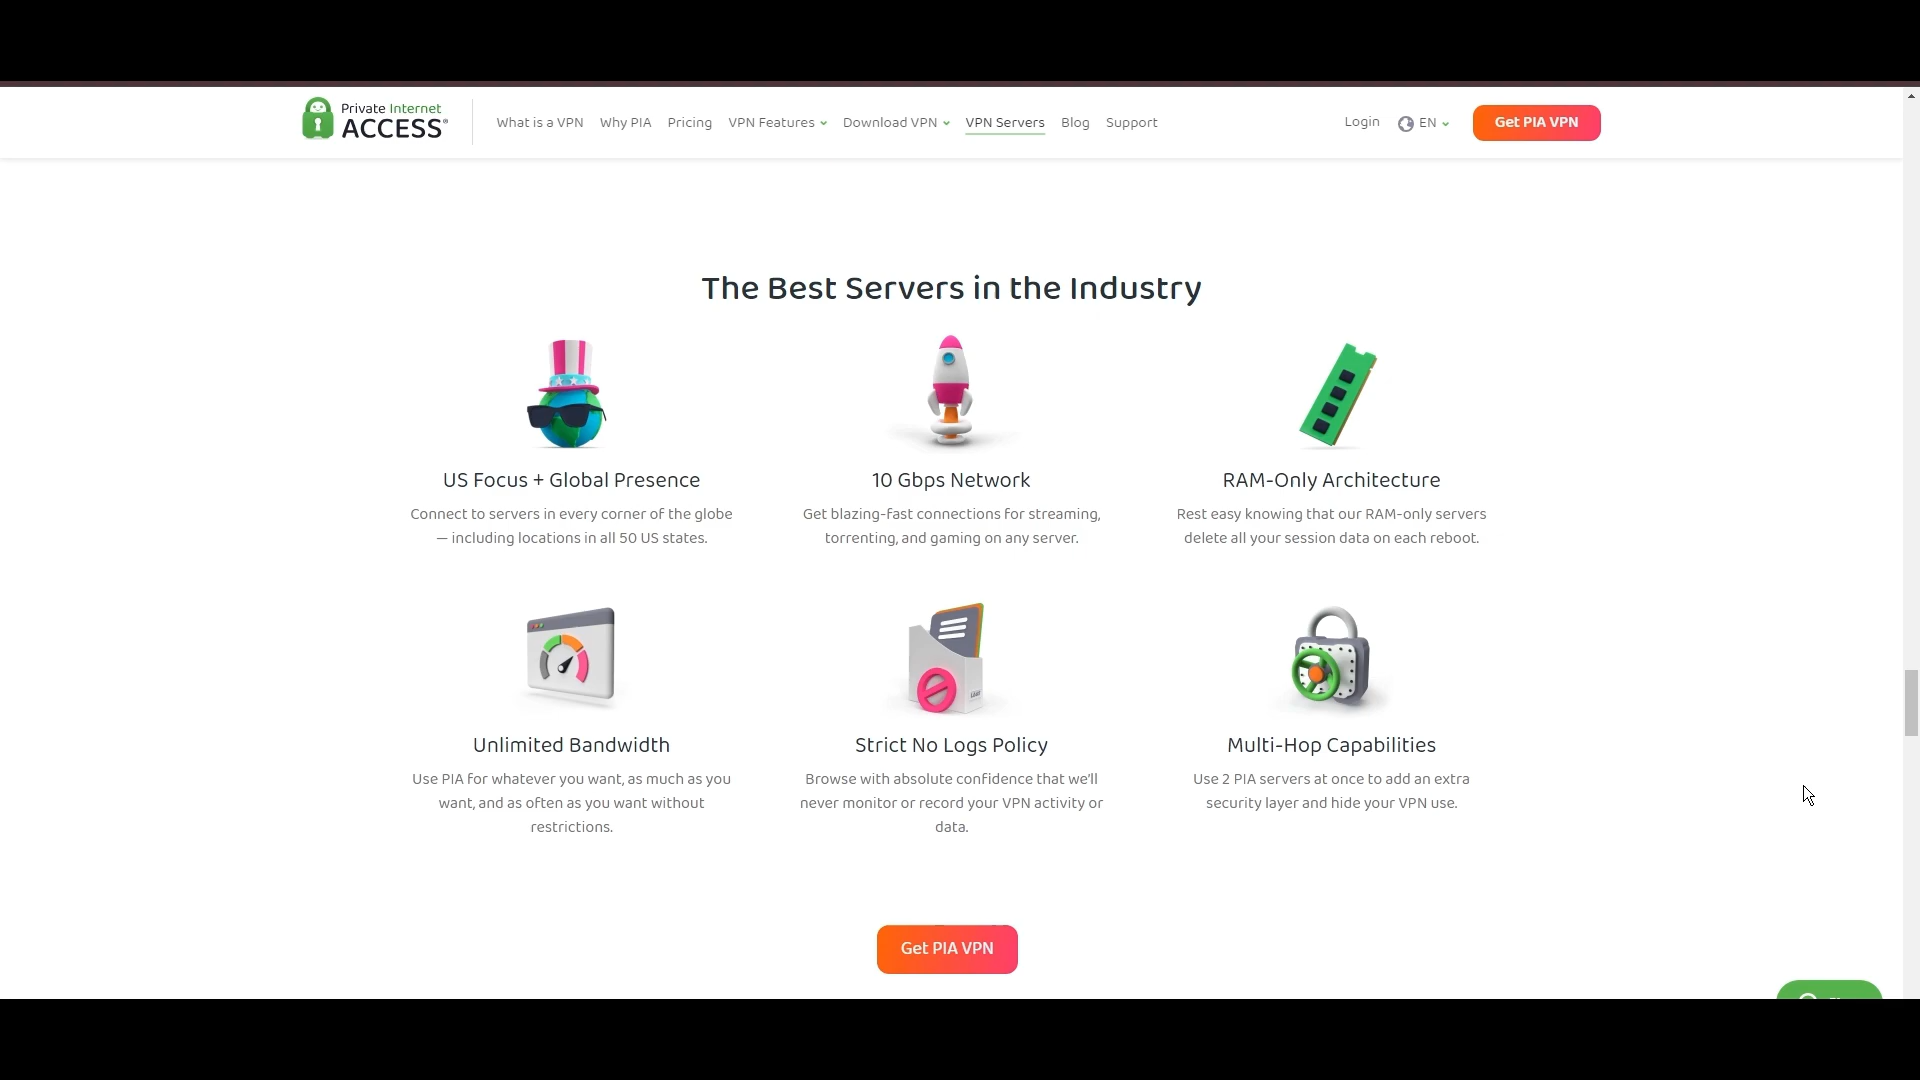 Private Internet
ACCESS®
What is a VPN
Why PIA
Pricing
VPN Features
Download VPN
VPN Servers
Blog
Support
Login
EN
Get PIA VPN
The Best Servers in the Industry
US Focus + Global Presence
Connect to servers in every corner of the globe
— including locations in all 50 US states.
10 Gbps Network
Get blazing-fast connections for streaming,
torrenting, and gaming on any server.
RAM-Only Architecture
Rest easy knowing that our RAM-only servers
delete all your session data on each reboot.
Unlimited Bandwidth
Use PIA for whatever you want, as much as you
want, and as often as you want without
restrictions.
Strict No Logs Policy
Browse with absolute confidence that we'll
never monitor or record your VPN activity or
data.
Multi-Hop Capabilities
Use 2 PIA servers at once to add an extra
security layer and hide your VPN use.
Get PIA VPN